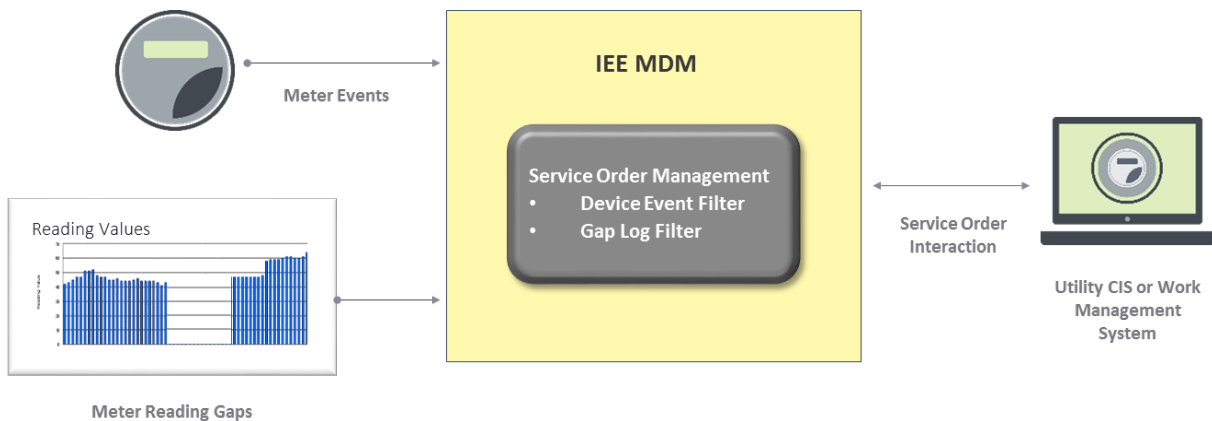 IEE MDM
Meter Events
Service Order Management
• Device Event Filter
• Gap Log Filter
Service Order
Interaction
Utility CIS or Work
Management
System
Reading Values
Meter Reading Gaps